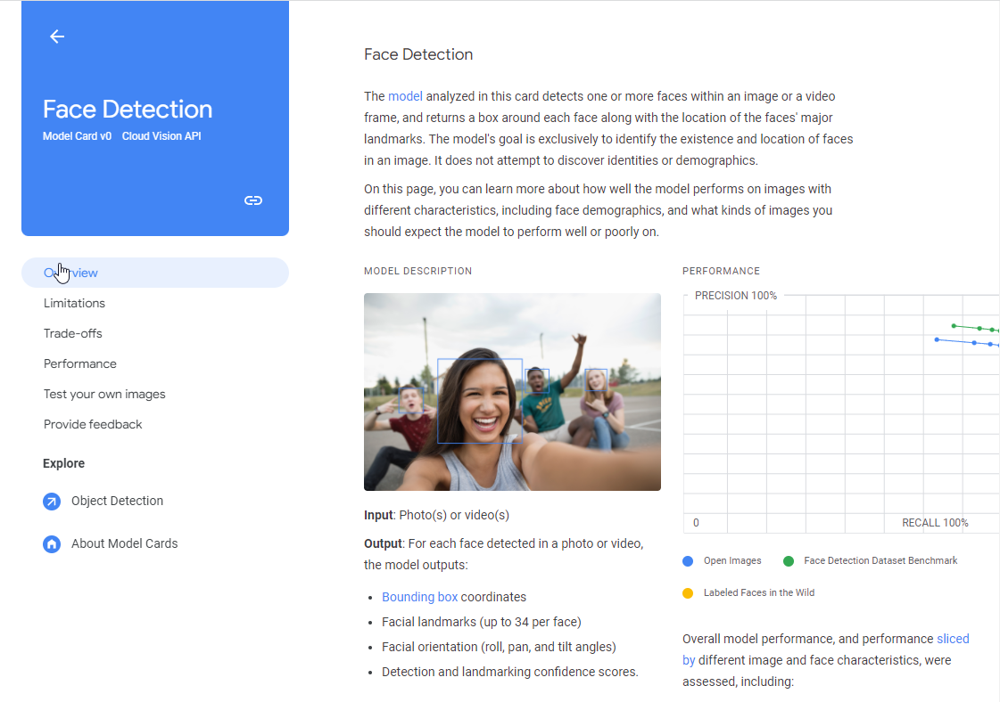 Face Detection
Model Card v0 Cloud Vision API
Overview
Limitations
Trade-offs
Performance
Test your own images
Provide feedback
Explore
Object Detection
About Model Cards
Face Detection
The model analyzed in this card detects one or more faces within an image or a video
frame, and returns a box around each face along with the location of the faces' major
landmarks. The model's goal is exclusively to identify the existence and location of faces
in an image. It does not attempt to discover identities or demographics.
On this page, you can learn more about how well the model performs on images with
different characteristics, including face demographics, and what kinds of images you
should expect the model to perform well or poorly on.
MODEL DESCRIPTION
Input: Photo(s) or video(s)
Output: For each face detected in a photo or video,
the model outputs:
• Bounding box coordinates
• Facial landmarks (up to 34 per face)
• Facial orientation (roll, pan, and tilt angles)
• Detection and landmarking confidence scores.
PERFORMANCE
PRECISION 100%
0
RECALL 100%
Open Images
Face Detection Dataset Benchmark
Labeled Faces in the Wild
Overall model performance, and performance sliced
by different image and face characteristics, were
assessed, including: